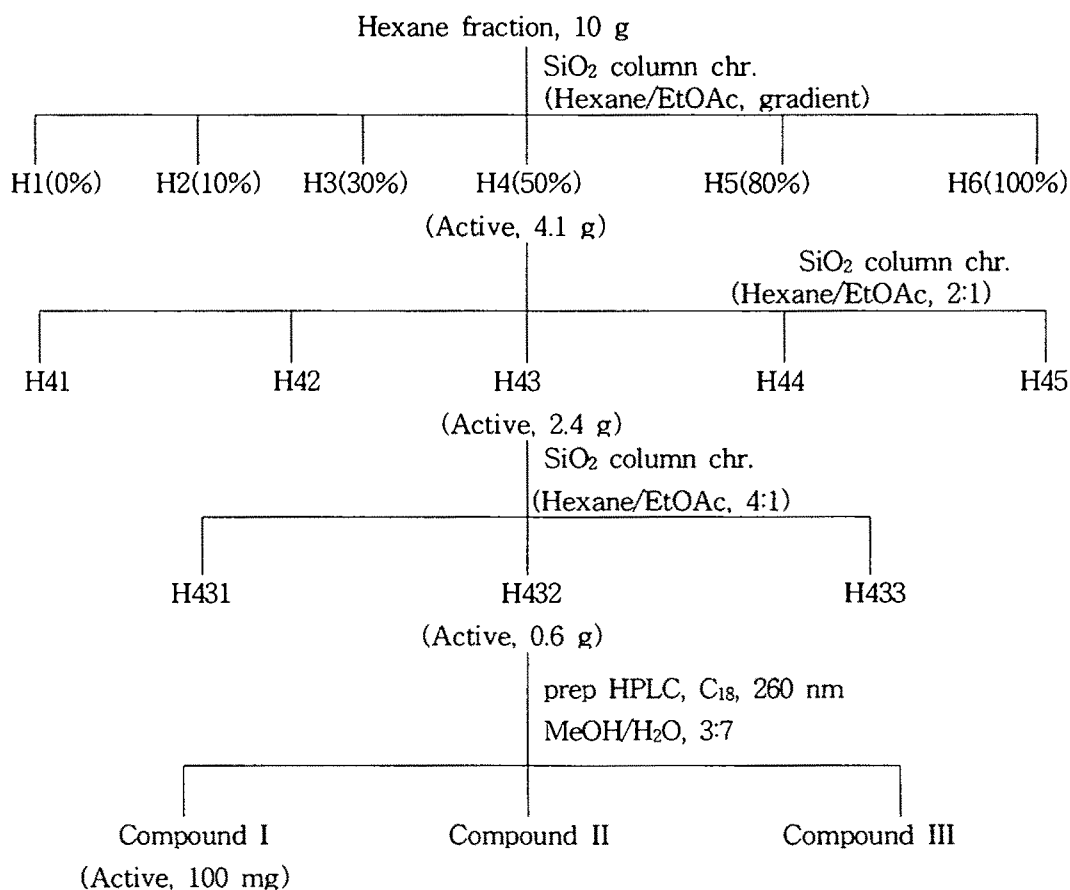 Hexane fraction, 10 g
SiO₂ column chr.
(Hexane/EtOAc, gradient)
H1(0%) H2(10%) H3(30%) H4(50%) H5(80%) H6(100%)
(Active, 4.1 g)
SiO₂ column chr.
(Hexane/EtOAc, 2:1)
H41 H42 H43 H44 H45
(Active, 2.4 g)
SiO₂ column chr.
(Hexane/EtOAc, 4:1)
H431 H432 H433
(Active, 0.6 g)
prep HPLC, C₁₈, 260 nm
MeOH/H₂O, 3:7
Compound I Compound II Compound III
(Active, 100 mg)